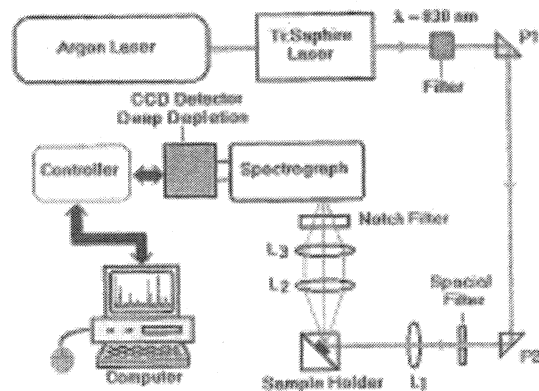 Argon Laser
Ti:Saphire
Laser
λ = 830 nm
Filter
P1
CCD Detector
Deep Depletion
Controller
Spectrograph
Notch Filter
L3
L2
Spacial
Filter
P2
L1
Sample Holder
Computer